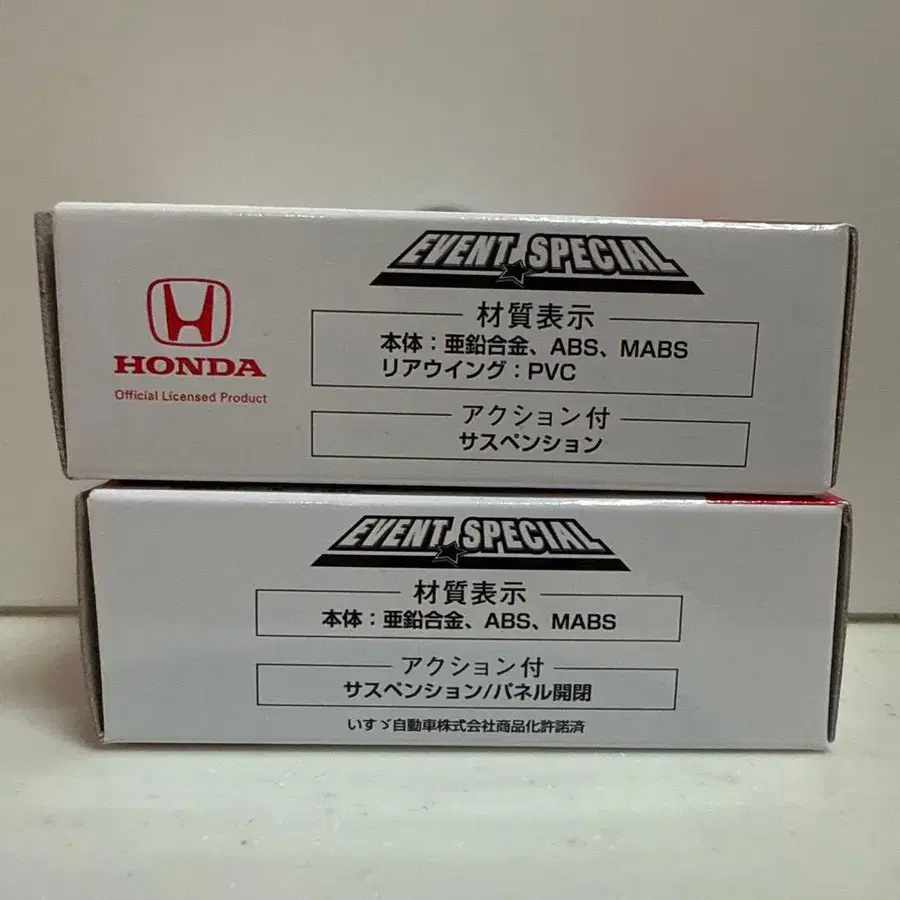 EVENT SPECIAL
HONDA
Official Licensed Product
材質表示
本体：亜鉛合金、ABS、MABS
リアウイング：PVC
アクション付
サスペンション
EVENT SPECIAL
材質表示
本体：亜鉛合金、ABS、MABS
アクション付
サスペンション/パネル開閉
いすゞ自動車株式会社商品化許諾済